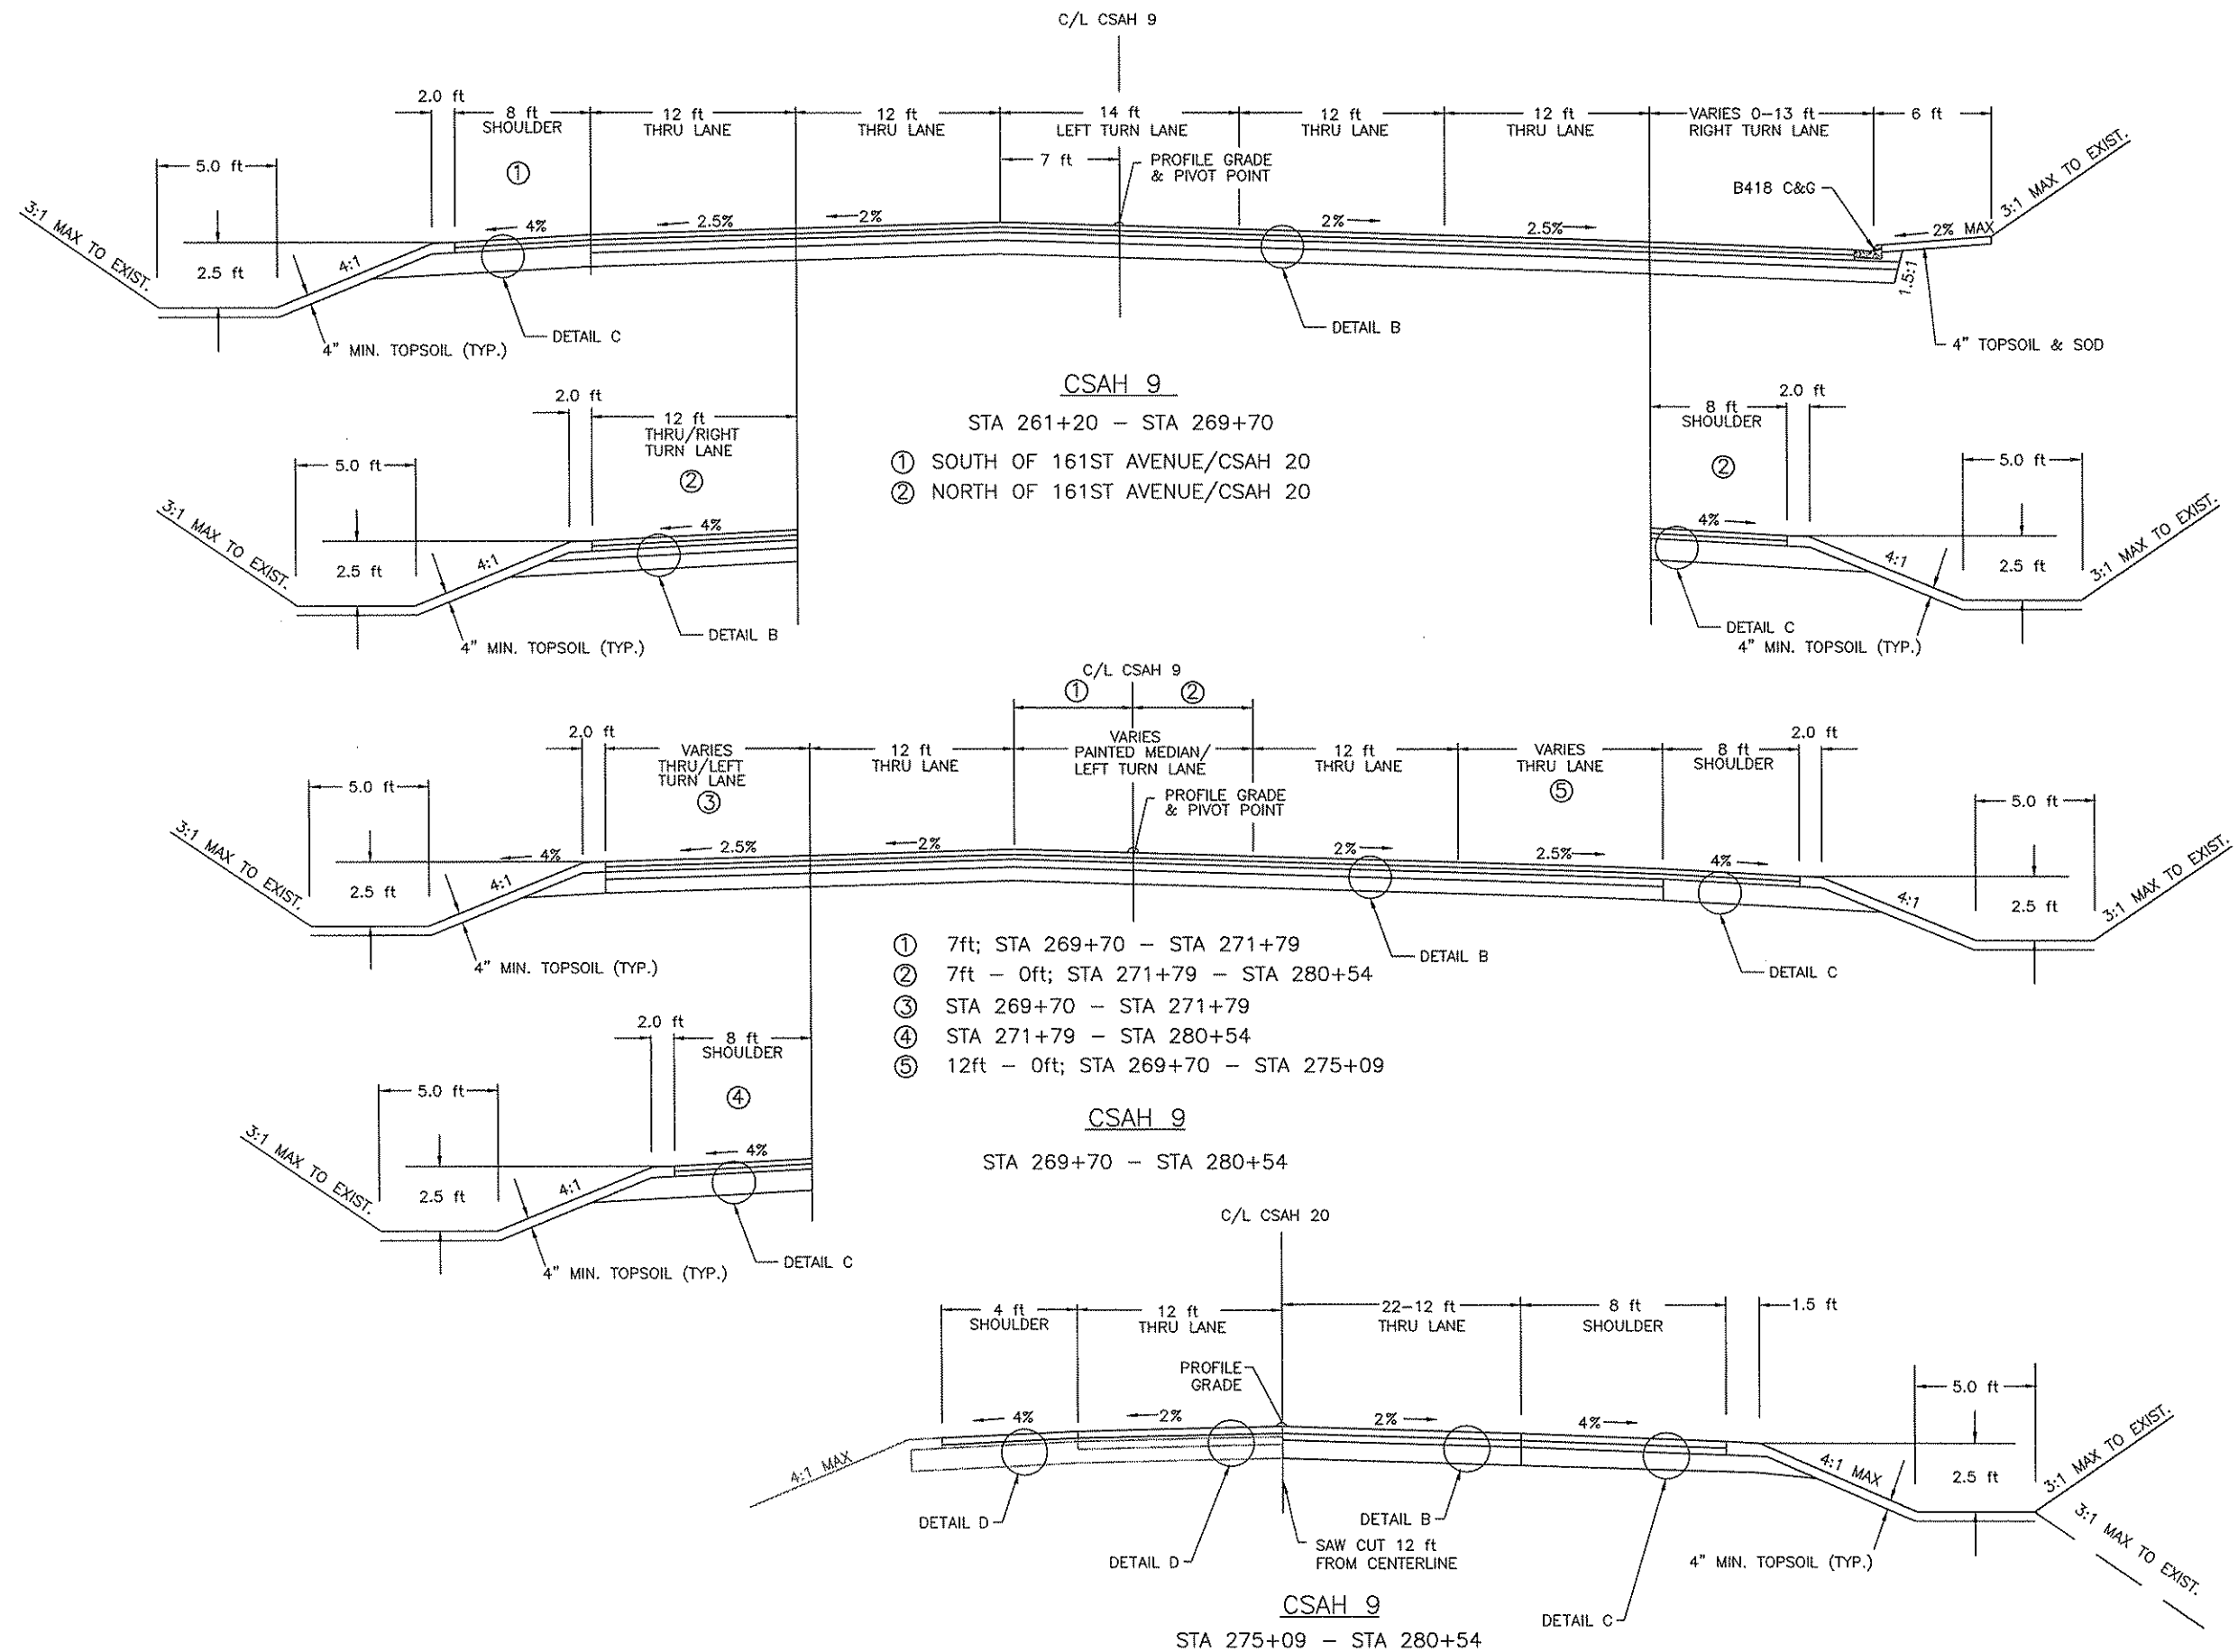 C/L CSAH 9
2.0 ft
8 ft
SHOULDER
12 ft
THRU LANE
12 ft
THRU LANE
14 ft
LEFT TURN LANE
12 ft
THRU LANE
12 ft
THRU LANE
VARIES 0-13 ft
RIGHT TURN LANE
6 ft
5.0 ft
①
7 ft
PROFILE GRADE
& PIVOT POINT
B418 C&G
3:1 MAX TO EXIST.
3:1 MAX TO EXIST.
4%
2.5%
2%
2%
2.5%
2% MAX
2.5 ft
4:1
1.5:1
4" MIN. TOPSOIL (TYP.)
DETAIL C
DETAIL B
4" TOPSOIL & SOD
CSAH 9
STA 261+20 – STA 269+70
① SOUTH OF 161ST AVENUE/CSAH 20
② NORTH OF 161ST AVENUE/CSAH 20
2.0 ft
12 ft
THRU/RIGHT
TURN LANE
②
5.0 ft
3:1 MAX TO EXIST.
4%
2.5 ft
4:1
4" MIN. TOPSOIL (TYP.)
DETAIL B
8 ft
SHOULDER
2.0 ft
②
5.0 ft
3:1 MAX TO EXIST.
4%
4:1
2.5 ft
DETAIL C
4" MIN. TOPSOIL (TYP.)
C/L CSAH 9
①
②
2.0 ft
VARIES
THRU/LEFT
TURN LANE
③
12 ft
THRU LANE
VARIES
PAINTED MEDIAN/
LEFT TURN LANE
12 ft
THRU LANE
VARIES
THRU LANE
⑤
8 ft
SHOULDER
2.0 ft
5.0 ft
PROFILE GRADE
& PIVOT POINT
5.0 ft
3:1 MAX TO EXIST.
3:1 MAX TO EXIST.
4%
2.5%
2%
2%
2.5%
4%
2.5 ft
4:1
4:1
2.5 ft
4" MIN. TOPSOIL (TYP.)
DETAIL B
DETAIL C
① 7ft; STA 269+70 – STA 271+79
② 7ft – 0ft; STA 271+79 – STA 280+54
③ STA 269+70 – STA 271+79
④ STA 271+79 – STA 280+54
⑤ 12ft – 0ft; STA 269+70 – STA 275+09
CSAH 9
STA 269+70 – STA 280+54
2.0 ft
8 ft
SHOULDER
④
5.0 ft
3:1 MAX TO EXIST.
4%
2.5 ft
4:1
4" MIN. TOPSOIL (TYP.)
DETAIL C
C/L CSAH 20
4 ft
SHOULDER
12 ft
THRU LANE
22-12 ft
THRU LANE
8 ft
SHOULDER
1.5 ft
PROFILE
GRADE
5.0 ft
4%
2%
2%
4%
4:1 MAX
4:1 MAX
2.5 ft
3:1 MAX TO EXIST.
3:1 MAX TO EXIST.
DETAIL D
DETAIL D
DETAIL B
SAW CUT 12 ft
FROM CENTERLINE
4" MIN. TOPSOIL (TYP.)
DETAIL C
CSAH 9
STA 275+09 – STA 280+54